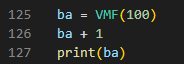 125 ba = VMF(100)
126 ba + 1
127 print(ba)